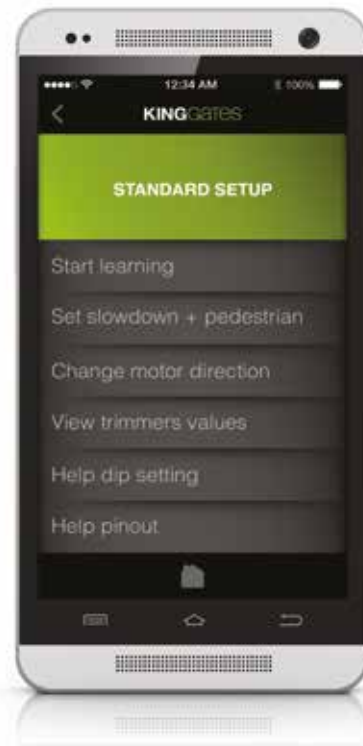 12:34 AM 100%
KINGGATES
STANDARD SETUP
Start learning
Set slowdown + pedestrian
Change motor direction
View trimmers values
Help dip setting
Help pinout